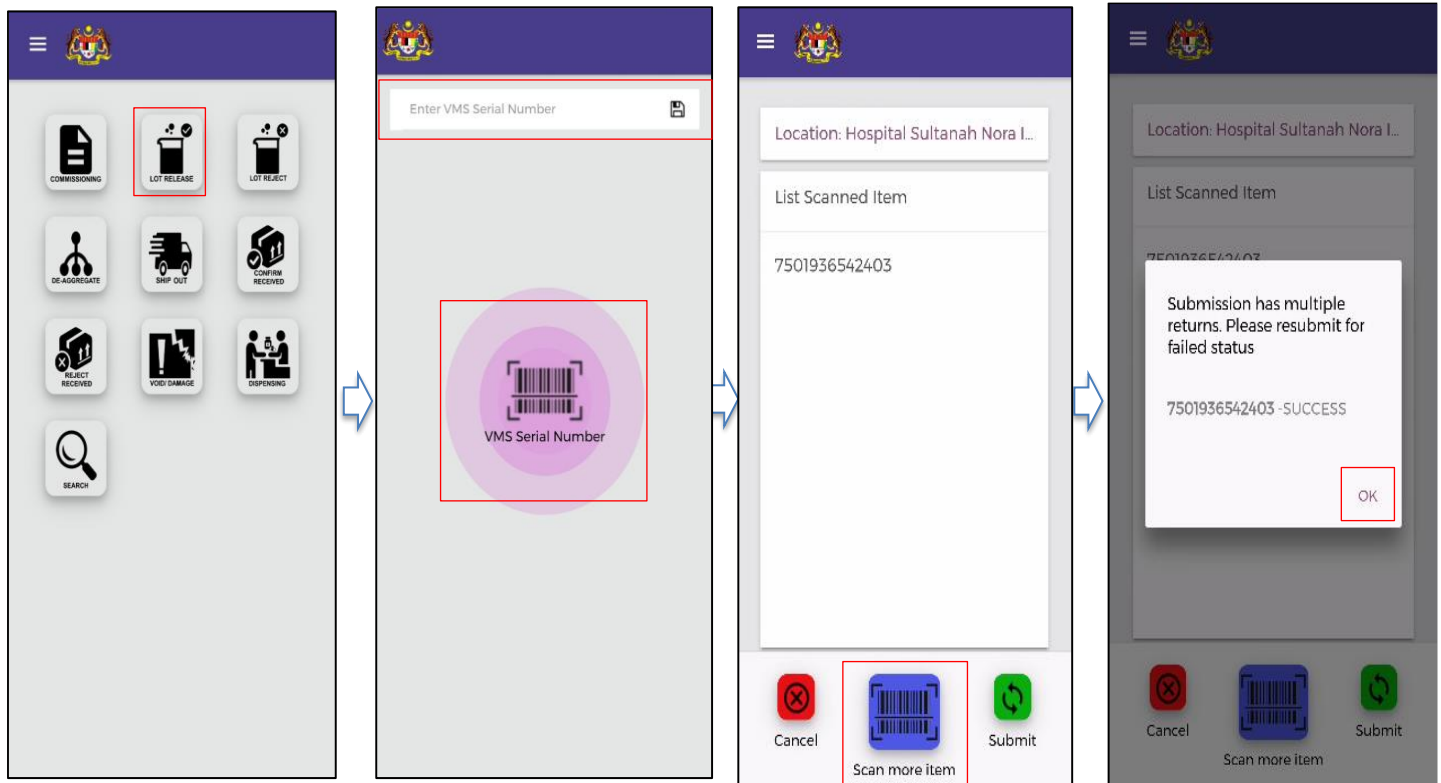 COMMISSIONING
LOT RELEASE
LOT REJECT
DE-AGGREGATE
SHIP OUT
CONFIRM
RECEIVED
REJECT
RECEIVED
VOID/ DAMAGE
DISPENSING
SEARCH
Enter VMS Serial Number
VMS Serial Number
Location: Hospital Sultanah Nora I...
List Scanned Item
7501936542403
Cancel
Scan more item
Submit
Location: Hospital Sultanah Nora I...
List Scanned Item
7501936542403
Submission has multiple
returns. Please resubmit for
failed status
7501936542403 -SUCCESS
OK
Cancel
Scan more item
Submit